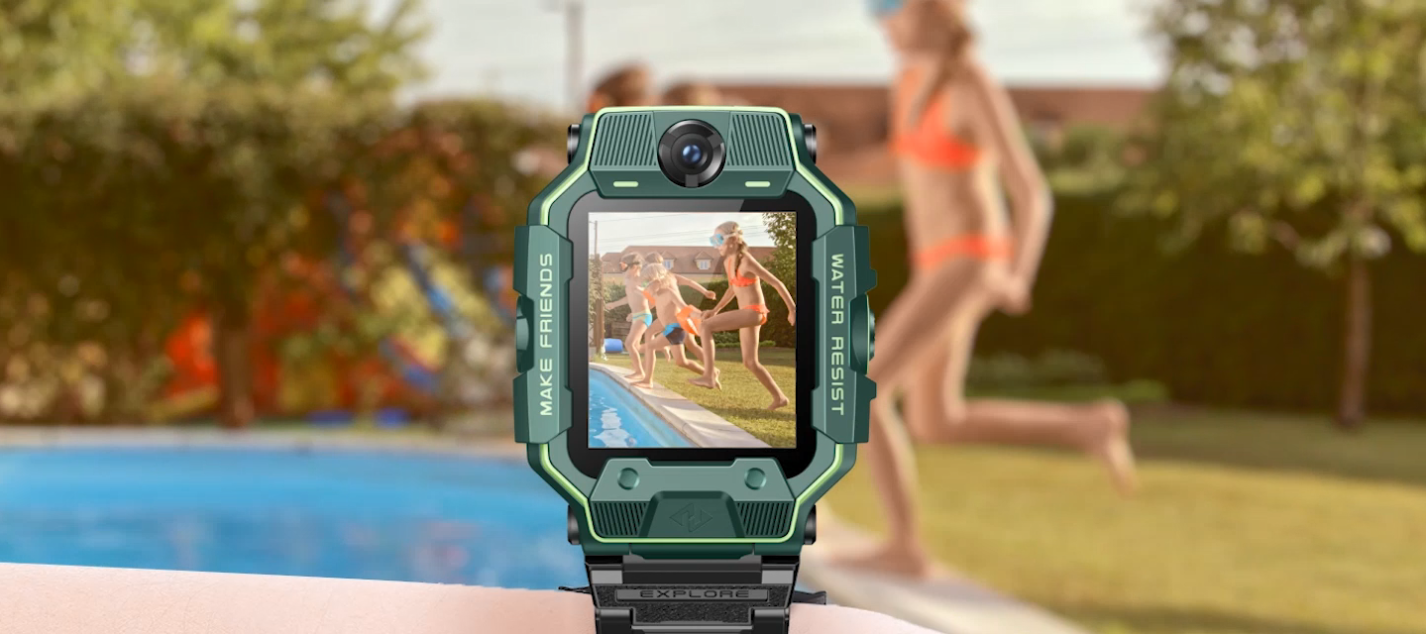 MAKE FRIENDS
WATER RESIST
EXPLORE